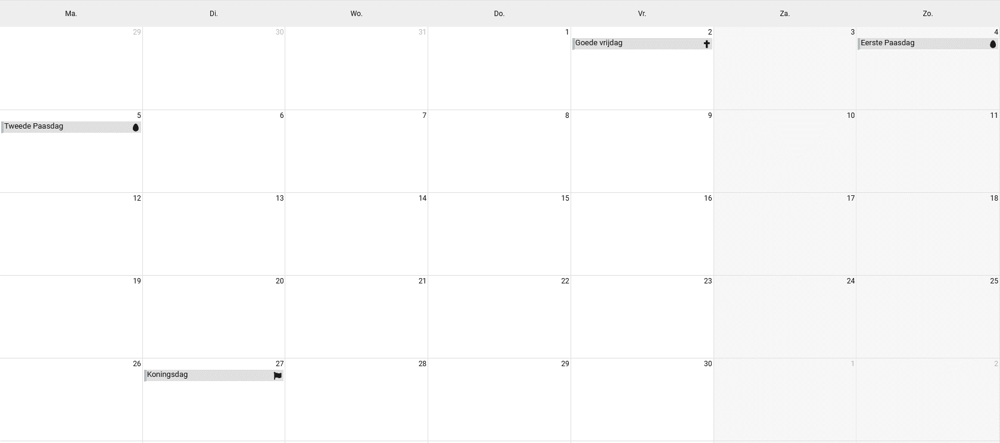 Ma. Di. Wo. Do. Vr. Za. Zo.
29 30 31 1 2 3 4
Goede vrijdag Eerste Paasdag
5 6 7 8 9 10 11
Tweede Paasdag
12 13 14 15 16 17 18
19 20 21 22 23 24 25
26 27 28 29 30 1 2
Koningsdag